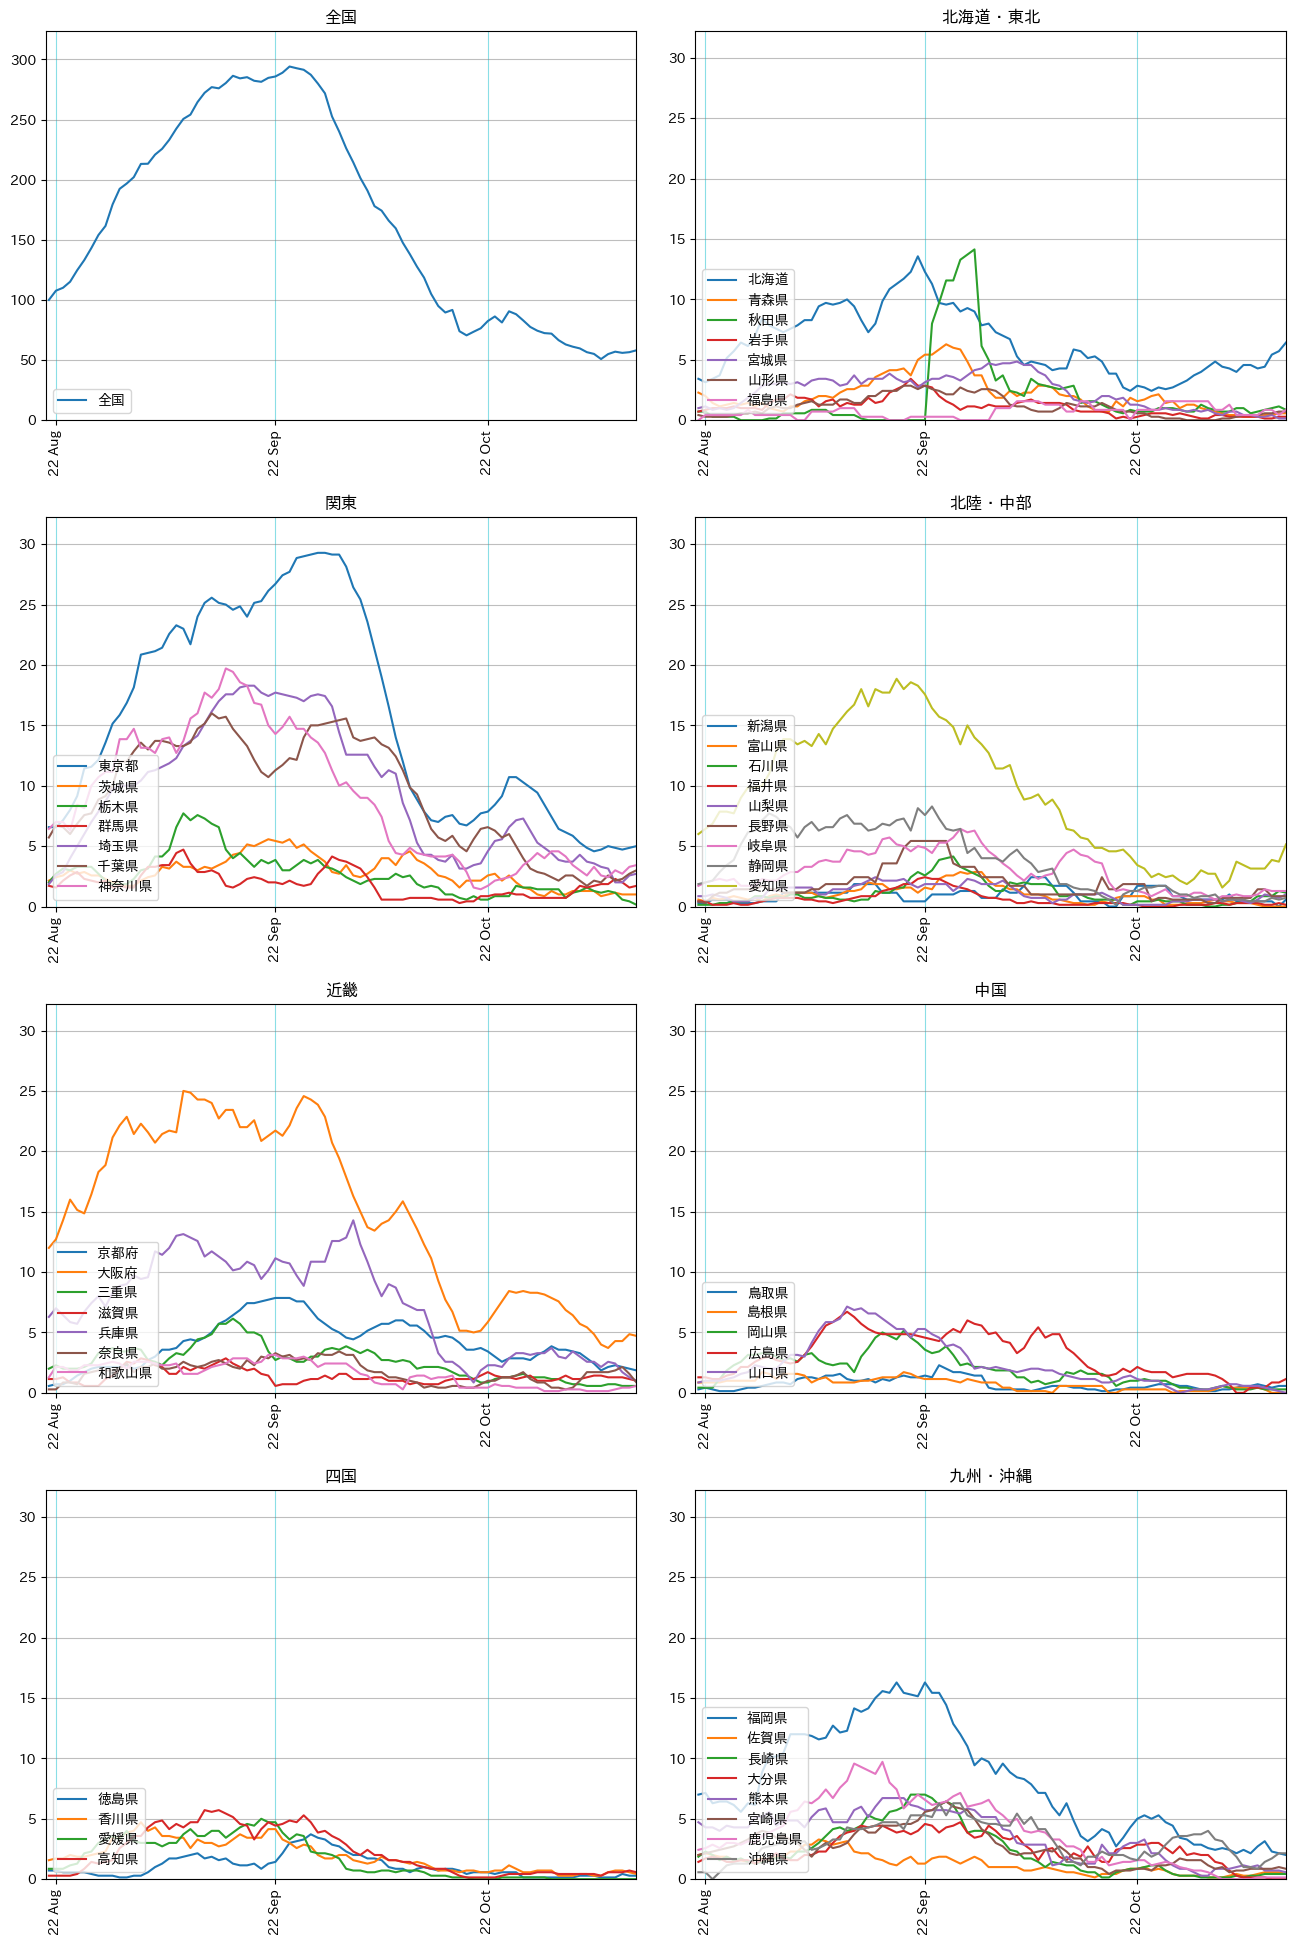 全国
300
250
200
150
100
50
0
全国
22 Aug
22 Sep
22 Oct
北海道・東北
30
25
20
15
10
5
0
北海道
青森県
秋田県
岩手県
宮城県
山形県
福島県
22 Aug
22 Sep
22 Oct
関東
30
25
20
15
10
5
0
東京都
茨城県
栃木県
群馬県
埼玉県
千葉県
神奈川県
22 Aug
22 Sep
22 Oct
北陸・中部
30
25
20
15
10
5
0
新潟県
富山県
石川県
福井県
山梨県
長野県
岐阜県
静岡県
愛知県
22 Aug
22 Sep
22 Oct
近畿
30
25
20
15
10
5
0
京都府
大阪府
三重県
滋賀県
兵庫県
奈良県
和歌山県
22 Aug
22 Sep
22 Oct
中国
30
25
20
15
10
5
0
鳥取県
島根県
岡山県
広島県
山口県
22 Aug
22 Sep
22 Oct
四国
30
25
20
15
10
5
0
徳島県
香川県
愛媛県
高知県
22 Aug
22 Sep
22 Oct
九州・沖縄
30
25
20
15
10
5
0
福岡県
佐賀県
長崎県
大分県
熊本県
宮崎県
鹿児島県
沖縄県
22 Aug
22 Sep
22 Oct